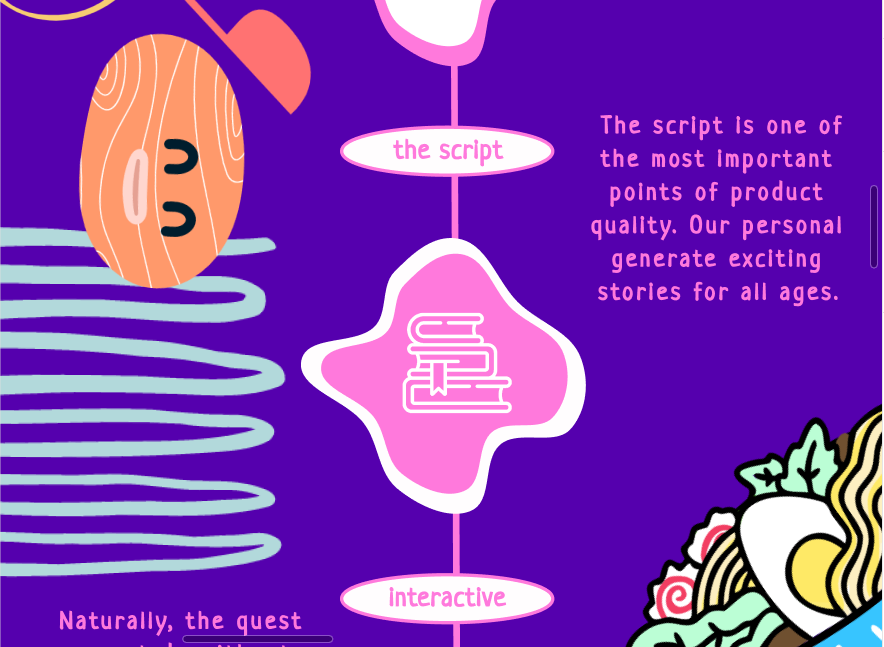 the script
The script is one of
the most important
points of product
quality. Our personal
generate exciting
stories for all ages.
interactive
Naturally, the quest